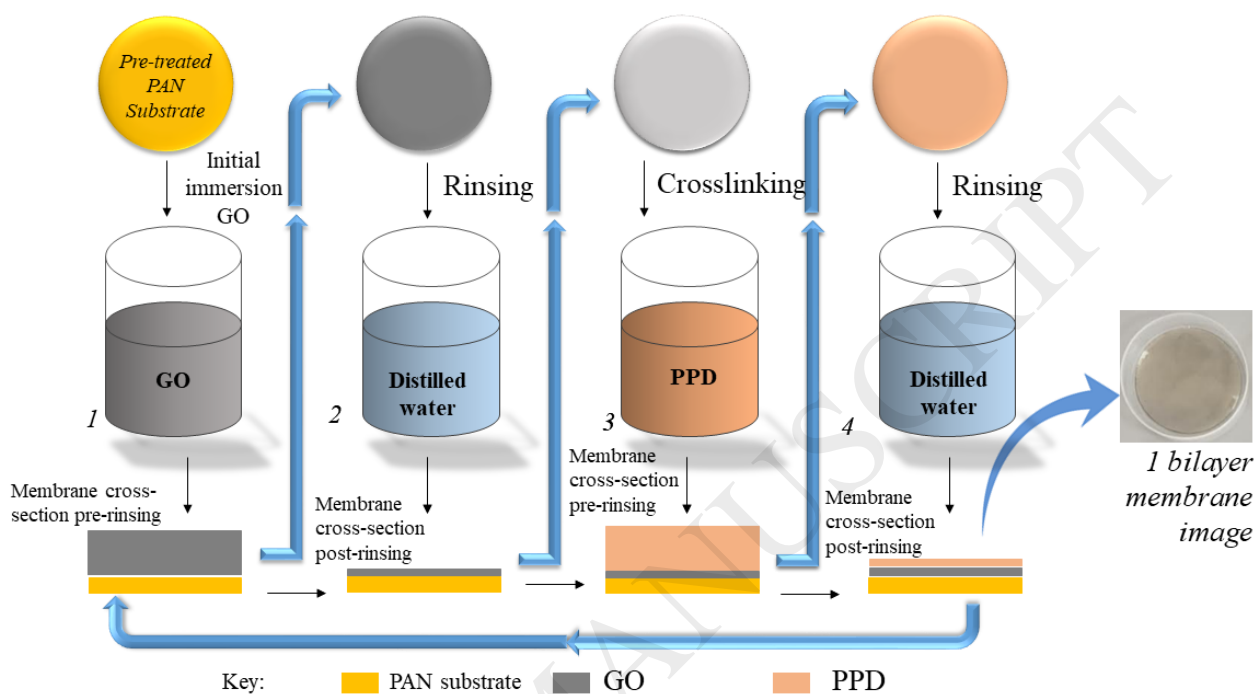 Pre-treated
PAN
Substrate
Initial
immersion
GO
Rinsing
Crosslinking
Rinsing
GO
Distilled
water
PPD
Distilled
water
1
2
3
4
Membrane cross-
section pre-rinsing
Membrane
cross-section
post-rinsing
Membrane
cross-section
pre-rinsing
Membrane
cross-section
post-rinsing
1 bilayer
membrane
image
Key:
PAN substrate
GO
PPD
MANUSCRIPT